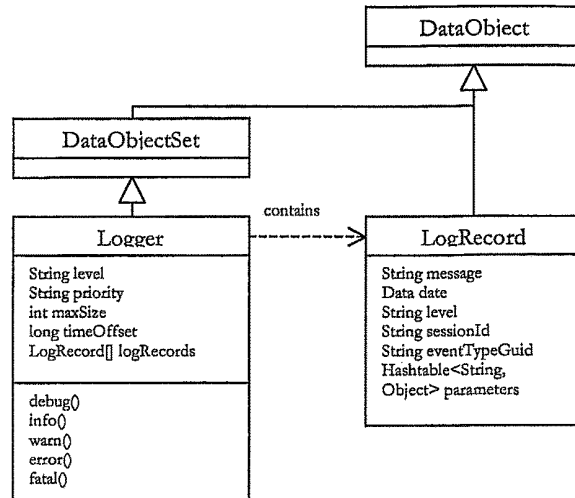 DataObject
DataObjectSet
contains
Logger
String level
String priority
int maxSize
long timeOffset
LogRecord[] logRecords
debug()
info()
warn()
error()
fatal()
LogRecord
String message
Data date
String level
String sessionId
String eventTypeGuid
Hashtable<String,
Object> parameters